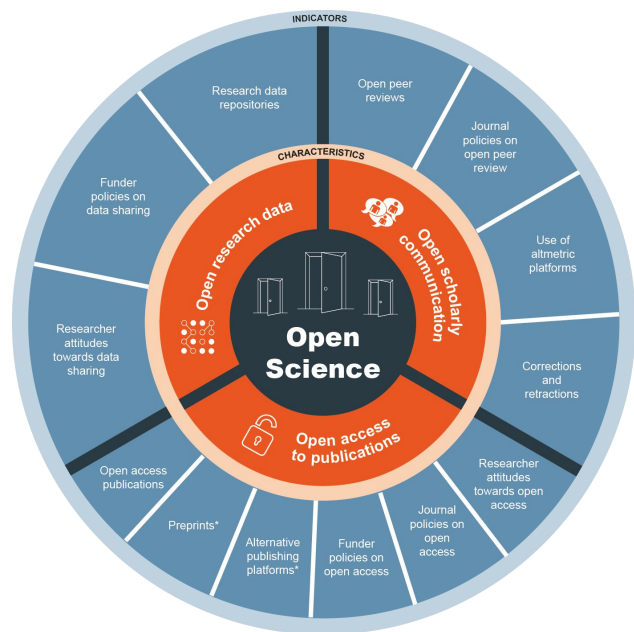 INDICATORS
Research data
repositories
Open peer
reviews
Journal
policies on
open peer
review
Funder
policies on
data sharing
Use of
altmetric
platforms
Researcher
attitudes
towards data
sharing
Corrections and
retractions
CHARACTERISTICS
Open research data
Open scholarly
communication
Open
Science
Open access
to publications
Open access
publications
Preprints*
Alternative
publishing
platforms*
Funder
policies on
open access
Journal
policies on
open access
Researcher
attitudes
towards open
access